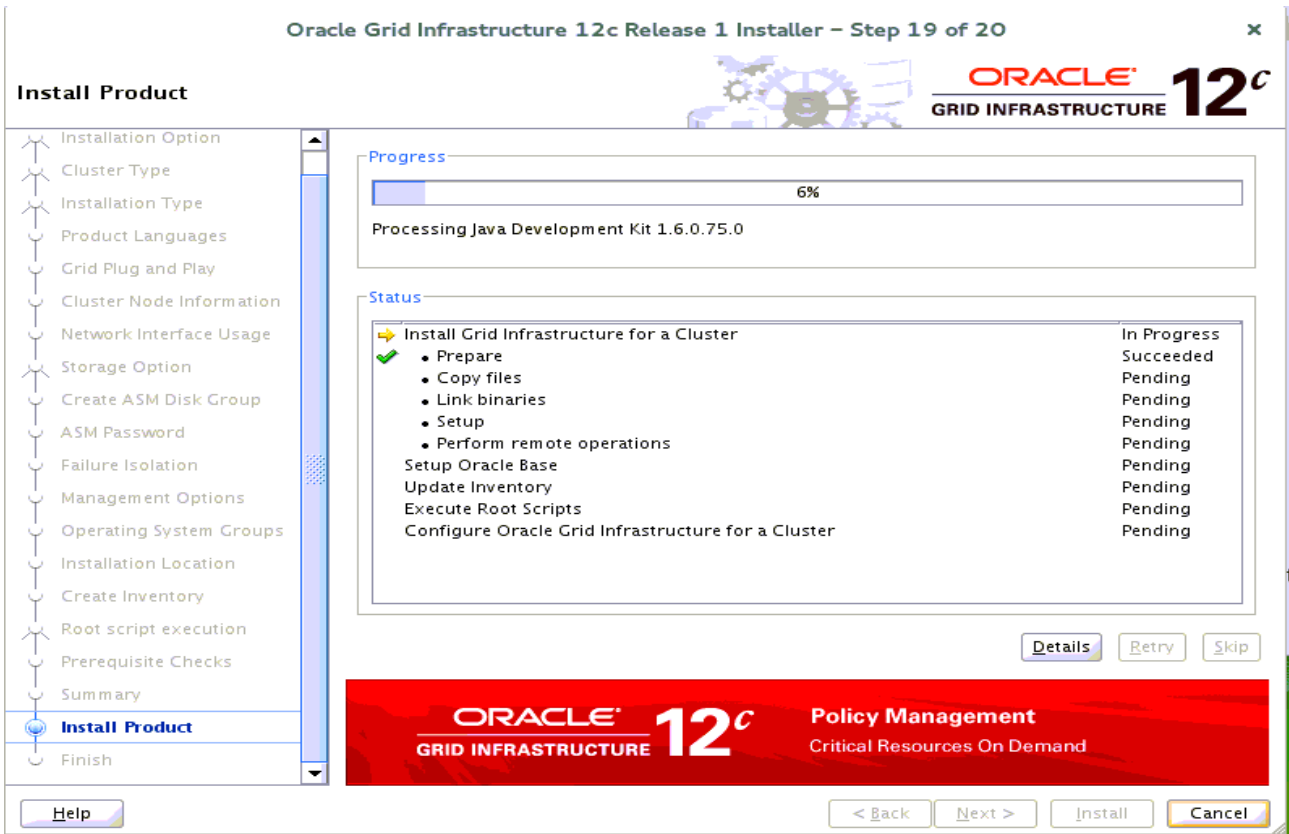 Oracle Grid Infrastructure 12c Release 1 Installer – Step 19 of 20
Install Product
ORACLE 12c
GRID INFRASTRUCTURE
Installation Option
Cluster Type
Installation Type
Product Languages
Grid Plug and Play
Cluster Node Information
Network Interface Usage
Storage Option
Create ASM Disk Group
ASM Password
Failure Isolation
Management Options
Operating System Groups
Installation Location
Create Inventory
Root script execution
Prerequisite Checks
Summary
Install Product
Finish
Progress
6%
Processing Java Development Kit 1.6.0.75.0
Status
Install Grid Infrastructure for a Cluster In Progress
• Prepare Succeeded
• Copy files Pending
• Link binaries Pending
• Setup Pending
• Perform remote operations Pending
Setup Oracle Base Pending
Update Inventory Pending
Execute Root Scripts Pending
Configure Oracle Grid Infrastructure for a Cluster Pending
Details Retry Skip
ORACLE 12c
GRID INFRASTRUCTURE
Policy Management
Critical Resources On Demand
Help < Back Next > Install Cancel